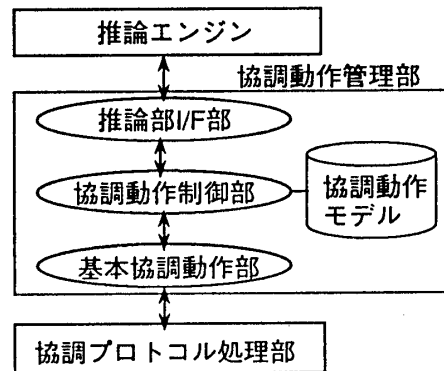 推論エンジン
協調動作管理部
推論部I/F部
協調動作制御部
協調動作
モデル
基本協調動作部
協調プロトコル処理部